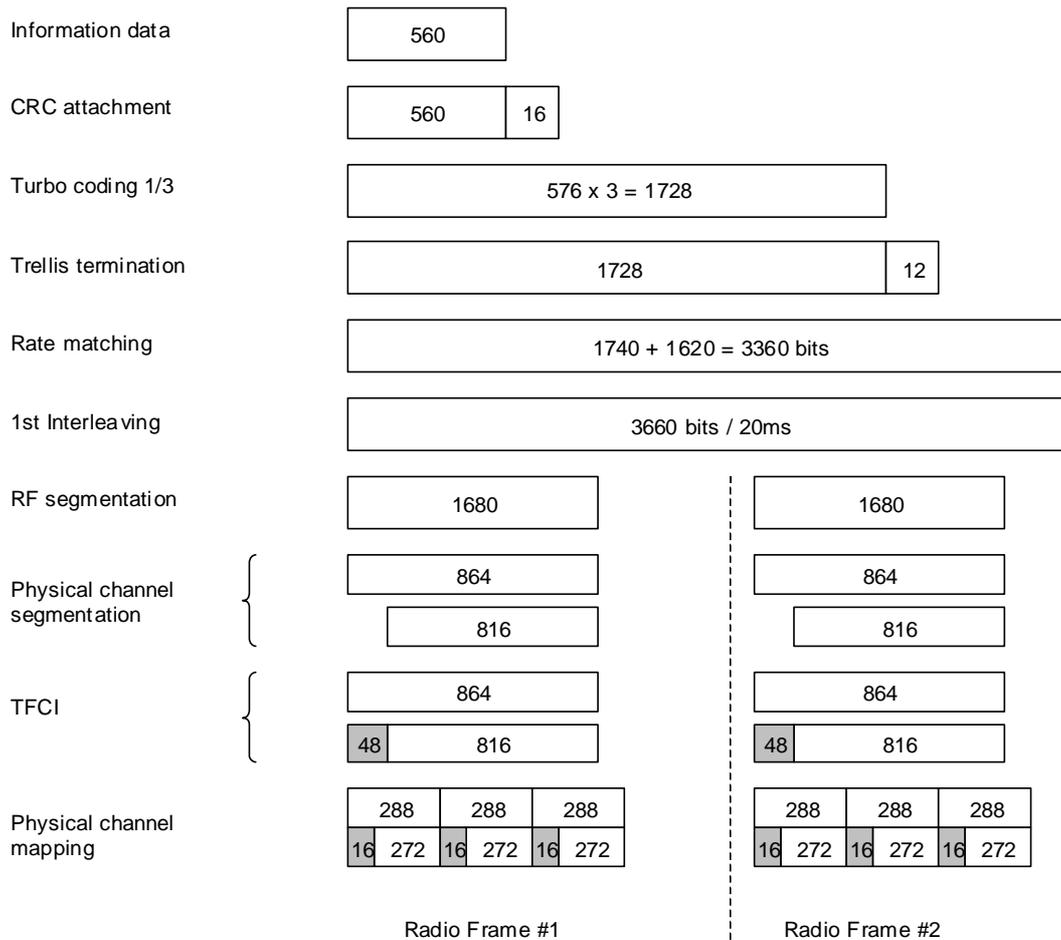 Information data
560
CRC attachment
560 16
Turbo coding 1/3
576 x 3 = 1728
Trellis termination
1728 12
Rate matching
1740 + 1620 = 3360 bits
1st Interleaving
3660 bits / 20ms
RF segmentation
1680 1680
Physical channel
segmentation
864 864
816 816
TFCI
864 864
48 816 48 816
Physical channel
mapping
288 288 288 288 288 288
16 272 16 272 16 272 16 272 16 272 16 272
Radio Frame #1 Radio Frame #2